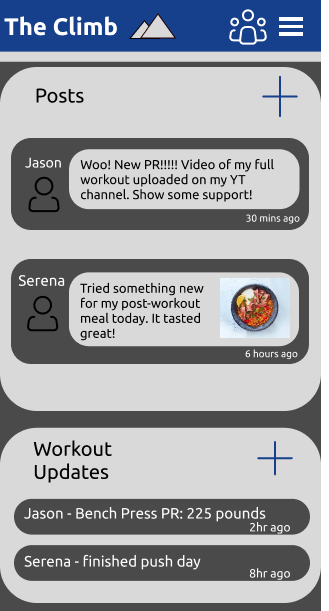 The Climb
Posts
Jason
Woo! New PR!!!!! Video of my full
workout uploaded on my YT
channel. Show some support!
30 mins ago
Serena
Tried something new
for my post-workout
meal today. It tasted
great!
6 hours ago
Workout
Updates
Jason - Bench Press PR: 225 pounds
2hr ago
Serena - finished push day
8hr ago